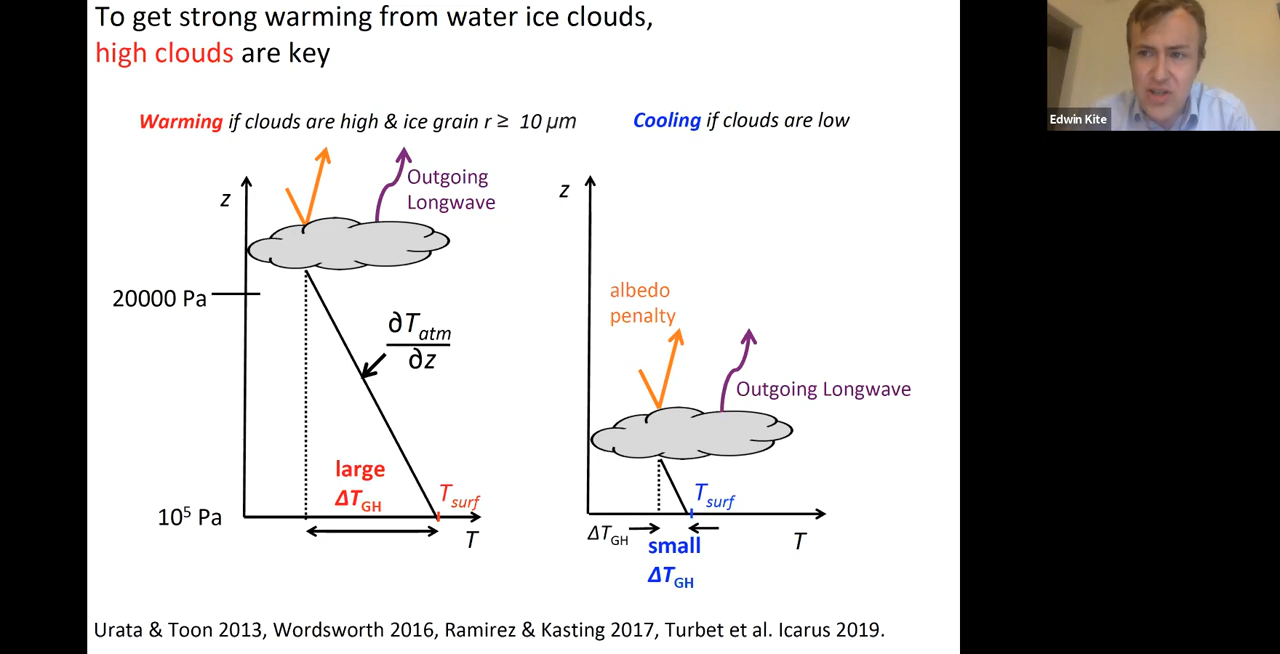 To get strong warming from water ice clouds,
high clouds are key
Edwin Kite
Warming if clouds are high & ice grain r ≥ 10 µm
Cooling if clouds are low
z
Outgoing
Longwave
20000 Pa
∂T_atm
∂z
large
ΔT_GH
T_surf
10⁵ Pa
T
z
albedo
penalty
Outgoing Longwave
T_surf
ΔT_GH
small
ΔT_GH
T
Urata & Toon 2013, Wordsworth 2016, Ramirez & Kasting 2017, Turbet et al. Icarus 2019.